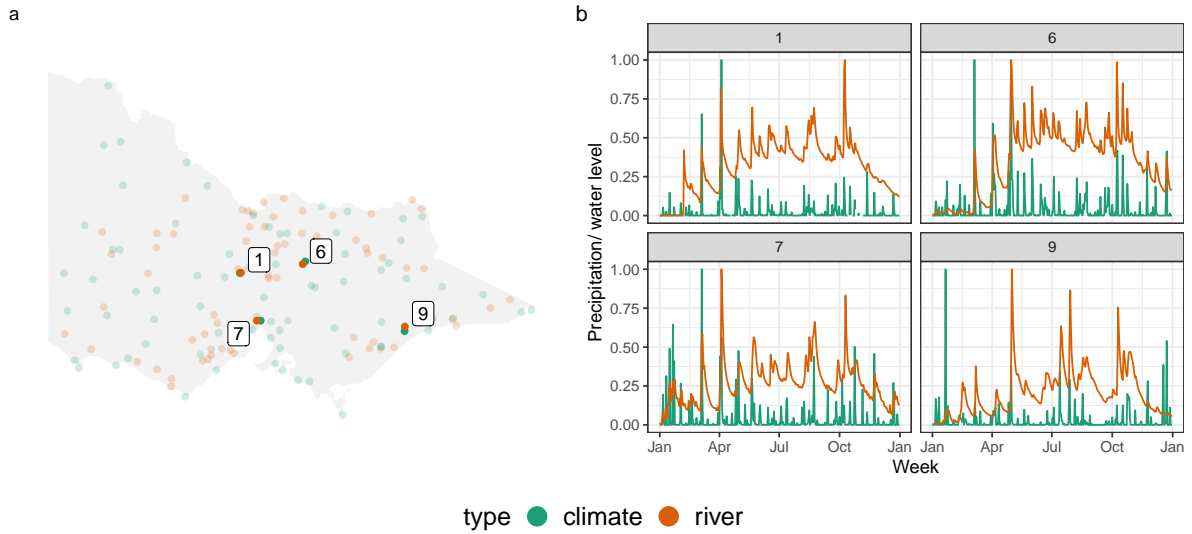 a
b
1
6
7
9
1
6
1.00
0.75
0.50
0.25
0.00
7
9
1.00
0.75
0.50
0.25
0.00
Precipitation/ water level
Jan Apr Jul Oct Jan
Jan Apr Jul Oct Jan
Week
type climate river